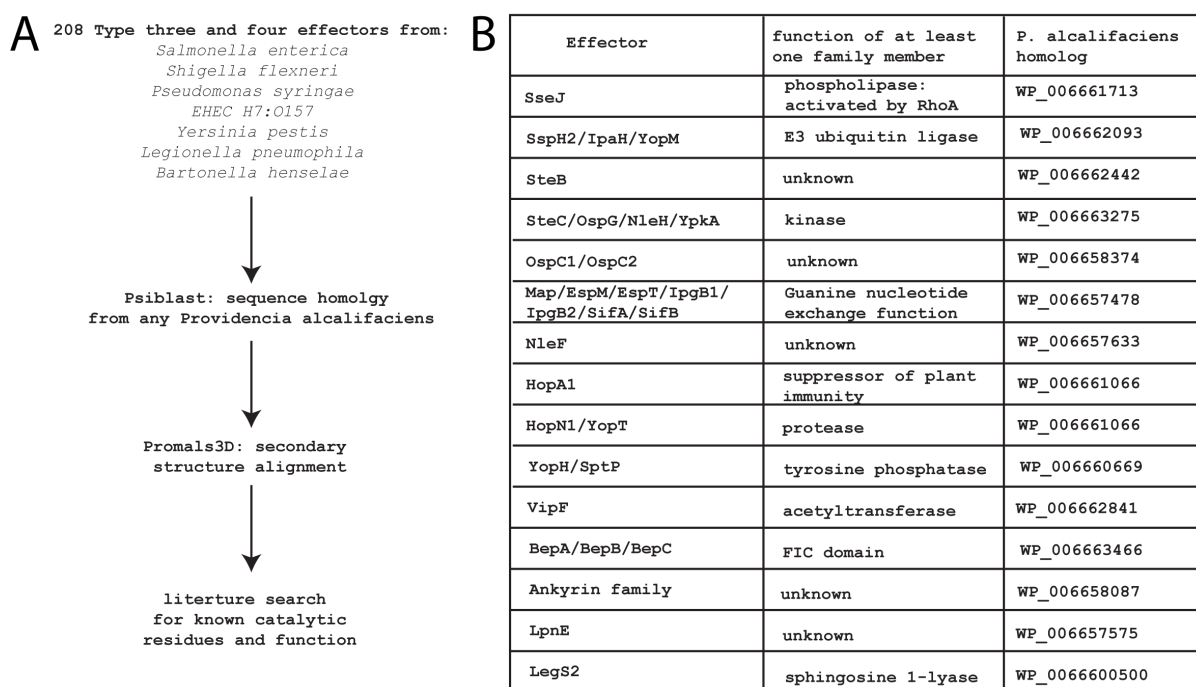 A
208 Type three and four effectors from:
Salmonella enterica
Shigella flexneri
Pseudomonas syringae
EHEC H7:O157
Yersinia pestis
Legionella pneumophila
Bartonella henselae
Psiblast: sequence homolgy
from any Providencia alcalifaciens
Promals3D: secondary
structure alignment
literture search
for known catalytic
residues and function
B
Effector
function of at least
one family member
P. alcalifaciens
homolog
SseJ
phospholipase:
activated by RhoA
WP_006661713
SspH2/IpaH/YopM
E3 ubiquitin ligase
WP_006662093
SteB
unknown
WP_006662442
SteC/OspG/NleH/YpkA
kinase
WP_006663275
OspC1/OspC2
unknown
WP_006658374
Map/EspM/EspT/IpgB1/
IpgB2/SifA/SifB
Guanine nucleotide
exchange function
WP_006657478
NleF
unknown
WP_006657633
HopA1
suppressor of plant
immunity
WP_006661066
HopN1/YopT
protease
WP_006661066
YopH/SptP
tyrosine phosphatase
WP_006660669
VipF
acetyltransferase
WP_006662841
BepA/BepB/BepC
FIC domain
WP_006663466
Ankyrin family
unknown
WP_006658087
LpnE
unknown
WP_006657575
LegS2
sphingosine 1-lyase
WP_0066600500